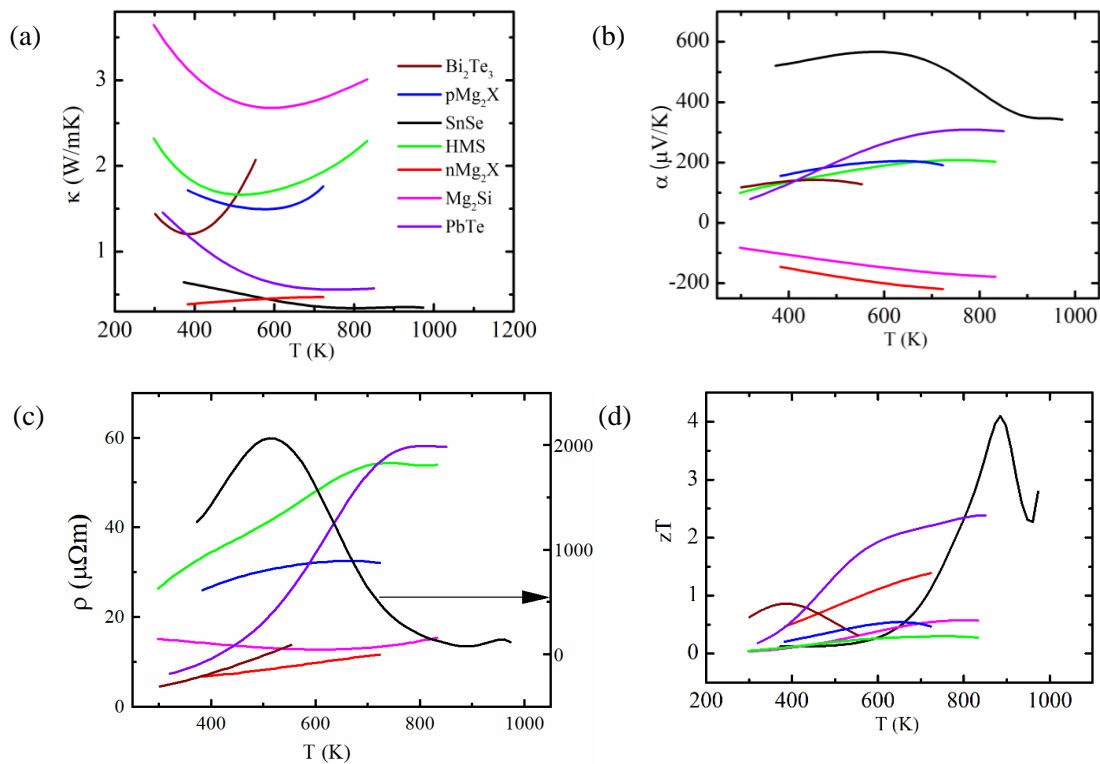 (a)
κ (W/mK)
3
2
1
200 400 600 800 1000 1200
T (K)
Bi₂Te₃
pMg₂X
SnSe
HMS
nMg₂X
Mg₂Si
PbTe
(b)
α (µV/K)
600
400
200
0
-200
400 600 800 1000
T (K)
(c)
ρ (μΩm)
60
40
20
0
2000
1000
0
400 600 800 1000
T (K)
(d)
zT
4
3
2
1
0
200 400 600 800 1000
T (K)